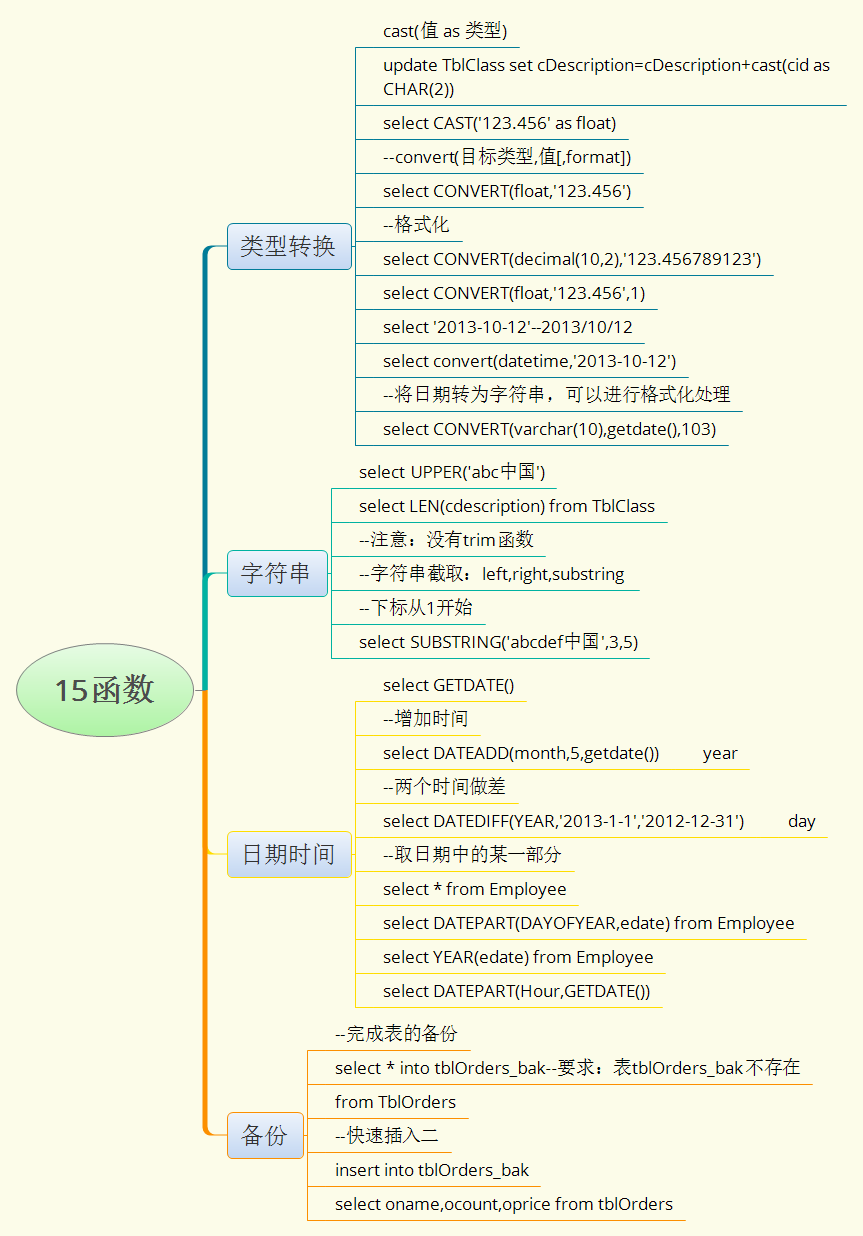 15函数
类型转换
cast(值 as 类型)
update TblClass set cDescription=cDescription+cast(cid as
CHAR(2))
select CAST('123.456' as float)
--convert(目标类型,值[,format])
select CONVERT(float,'123.456')
--格式化
select CONVERT(decimal(10,2),'123.456789123')
select CONVERT(float,'123.456',1)
select '2013-10-12'--2013/10/12
select convert(datetime,'2013-10-12')
--将日期转为字符串，可以进行格式化处理
select CONVERT(varchar(10),getdate(),103)
字符串
select UPPER('abc中国')
select LEN(cdescription) from TblClass
--注意：没有trim函数
--字符串截取：left,right,substring
--下标从1开始
select SUBSTRING('abcdef中国',3,5)
日期时间
select GETDATE()
--增加时间
select DATEADD(month,5,getdate()) year
--两个时间做差
select DATEDIFF(YEAR,'2013-1-1','2012-12-31') day
--取日期中的某一部分
select * from Employee
select DATEPART(DAYOFYEAR,edate) from Employee
select YEAR(edate) from Employee
select DATEPART(Hour,GETDATE())
备份
--完成表的备份
select * into tblOrders_bak--要求：表tblOrders_bak不存在
from TblOrders
--快速插入二
insert into tblOrders_bak
select oname,ocount,oprice from tblOrders